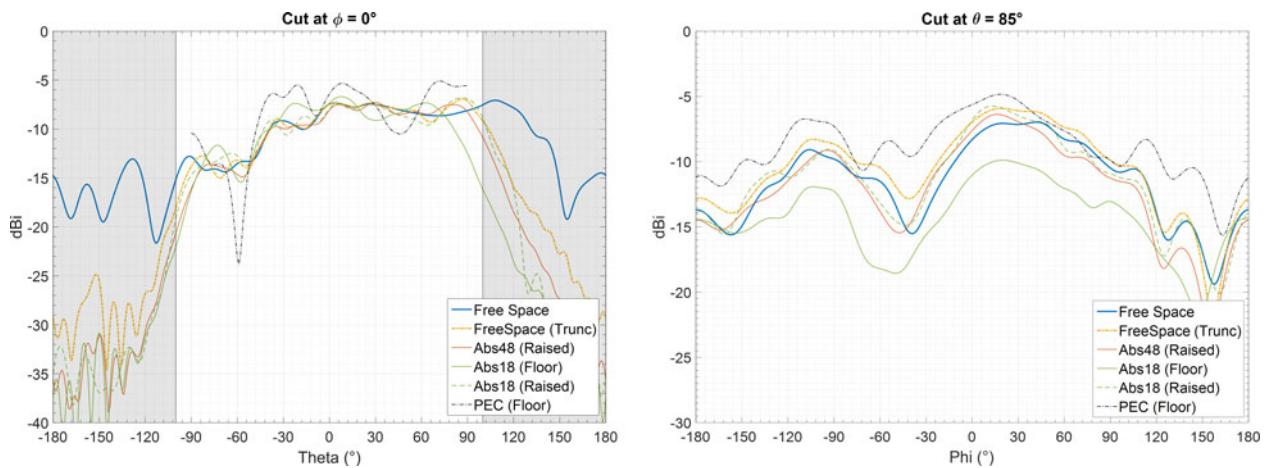 Cut at ϕ = 0°
0
-5
-10
-15
-20
-25
-30
-35
-40
dBi
-180 -150 -120 -90 -60 -30 0 30 60 90 120 150 180
Theta (°)
Free Space
FreeSpace (Trunc)
Abs48 (Raised)
Abs18 (Floor)
Abs18 (Raised)
PEC (Floor)
Cut at θ = 85°
0
-5
-10
-15
-20
-25
-30
dBi
-180 -150 -120 -90 -60 -30 0 30 60 90 120 150 180
Phi (°)
Free Space
FreeSpace (Trunc)
Abs48 (Raised)
Abs18 (Floor)
Abs18 (Raised)
PEC (Floor)